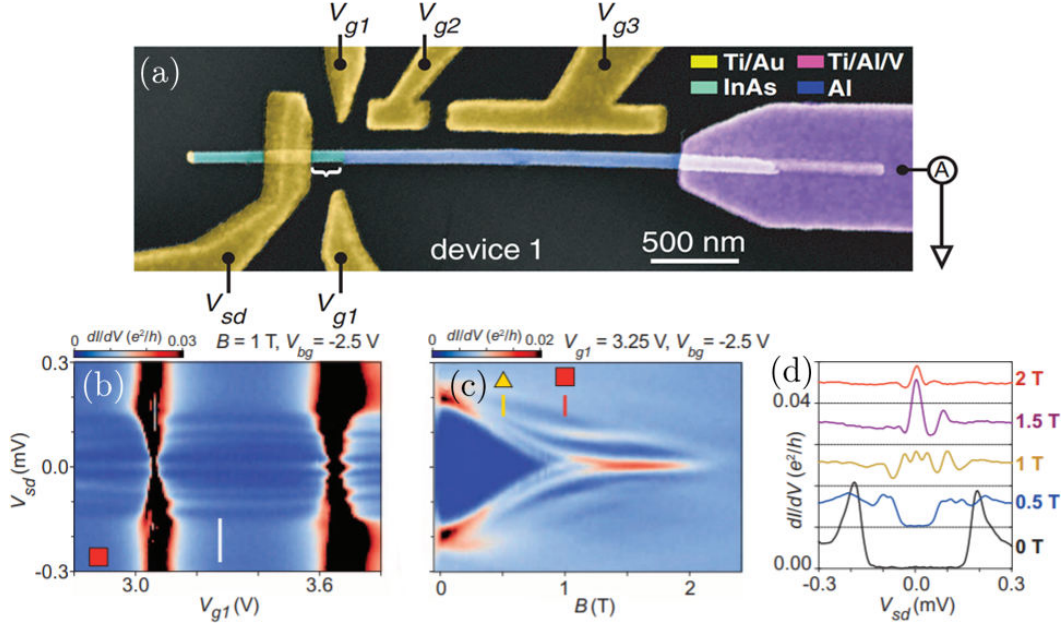 V_g1 V_g2 V_g3
(a)
Ti/Au Ti/Al/V
InAs Al
A
device 1 500 nm
V_sd V_g1
0 dI/dV (e²/h) 0.03 B = 1 T, V_bg = -2.5 V
(b)
0.3
0.0
-0.3
V_sd (mV)
3.0 3.6
V_g1 (V)
0 dI/dV (e²/h) 0.02 V_g1 = 3.25 V, V_bg = -2.5 V
(c)
0 1 2
B (T)
(d)
0.04
0.00
dI/dV (e²/h)
2 T
1.5 T
1 T
0.5 T
0 T
-0.3 0.0 0.3
V_sd (mV)